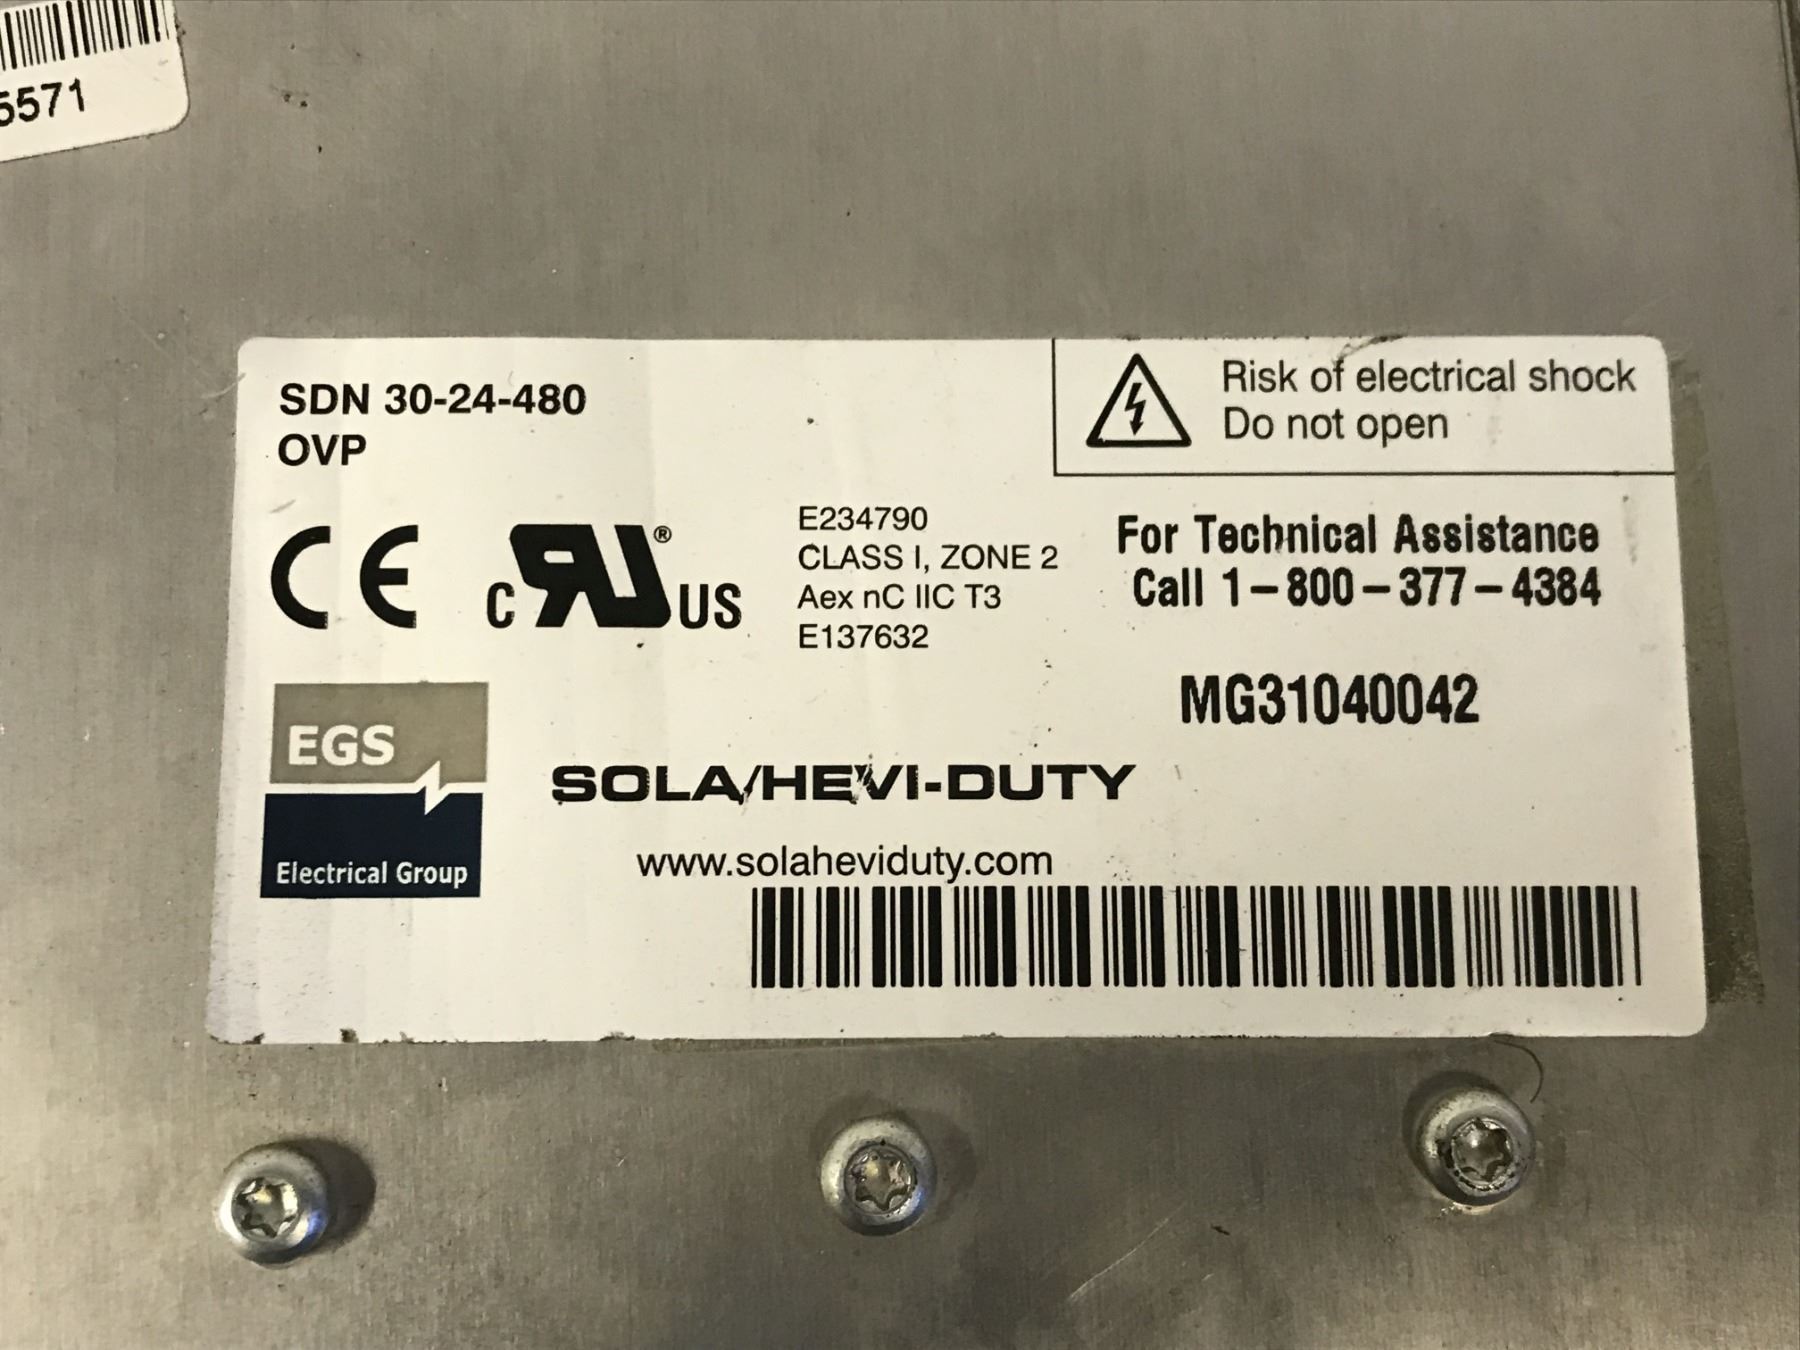 5571
SDN 30-24-480
OVP
Risk of electrical shock
Do not open
CE
c RU ® US
E234790
CLASS I, ZONE 2
Aex nC IIC T3
E137632
For Technical Assistance
Call 1-800-377-4384
MG31040042
EGS
Electrical Group
SOLA/HEVI-DUTY
www.solaheviduty.com